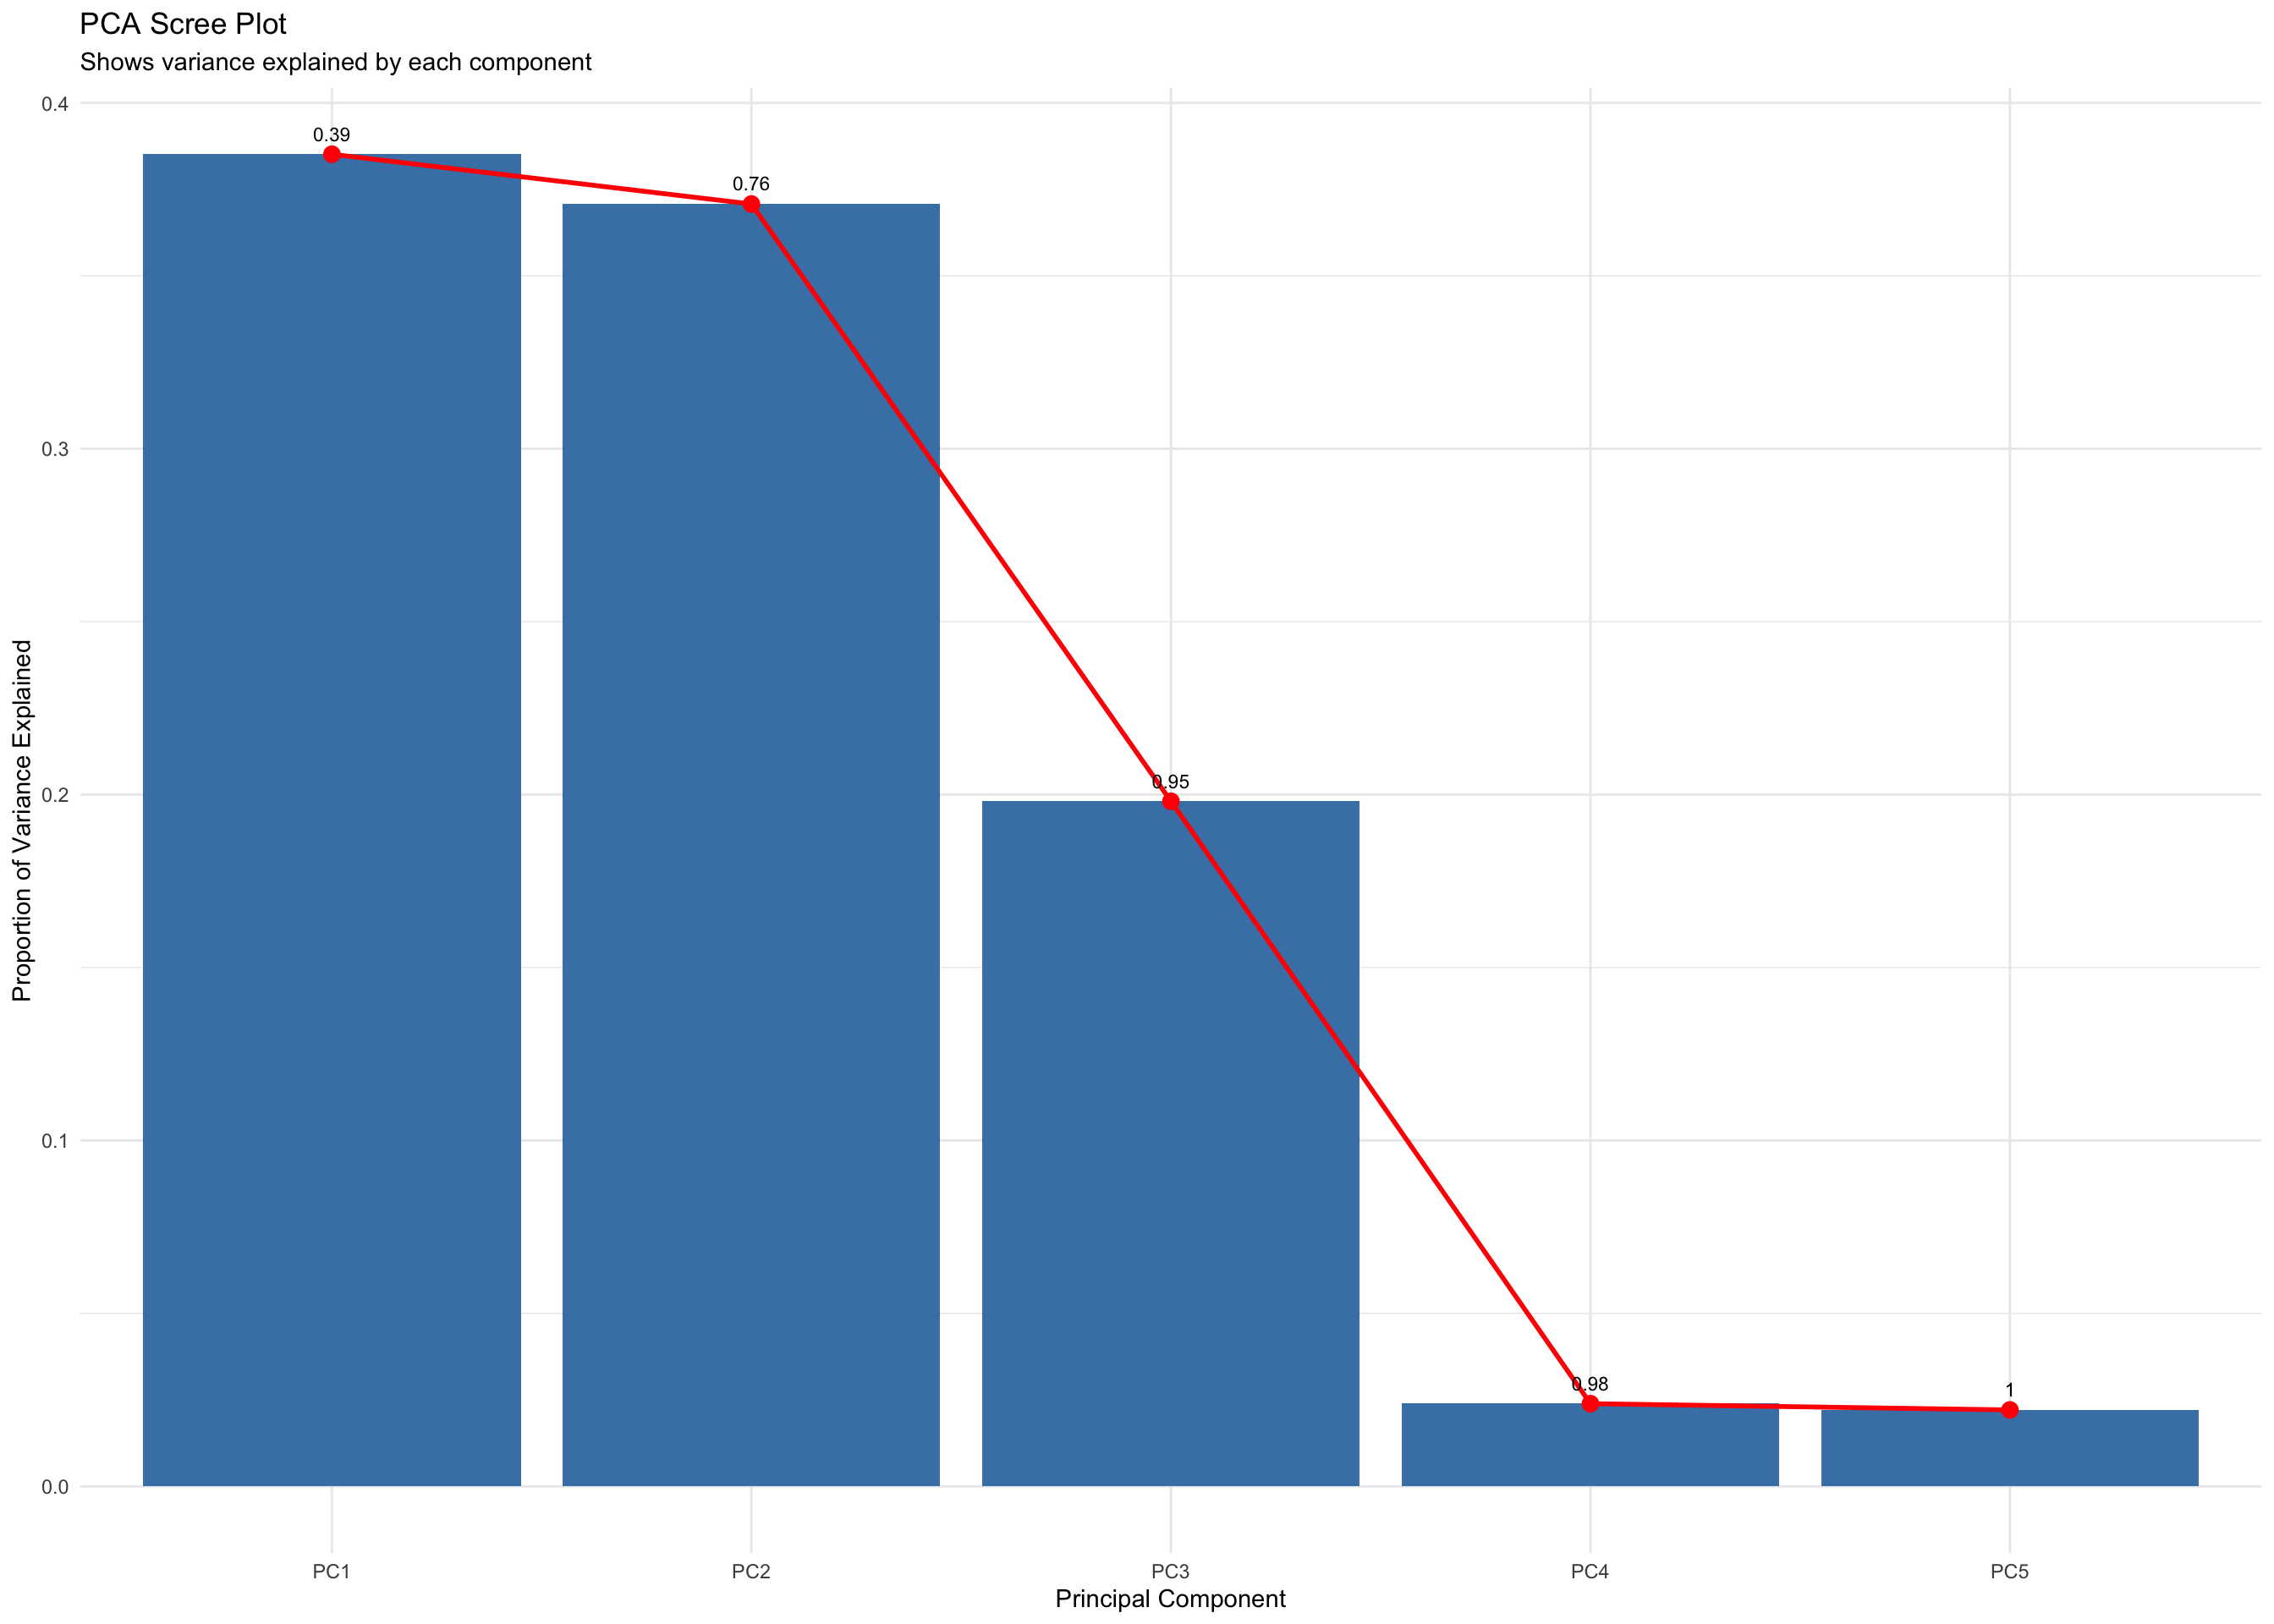 PCA Scree Plot
Shows variance explained by each component
Proportion of Variance Explained
0.4
0.3
0.2
0.1
0.0
0.39
0.76
0.95
0.98
1
PC1
PC2
PC3
PC4
PC5
Principal Component